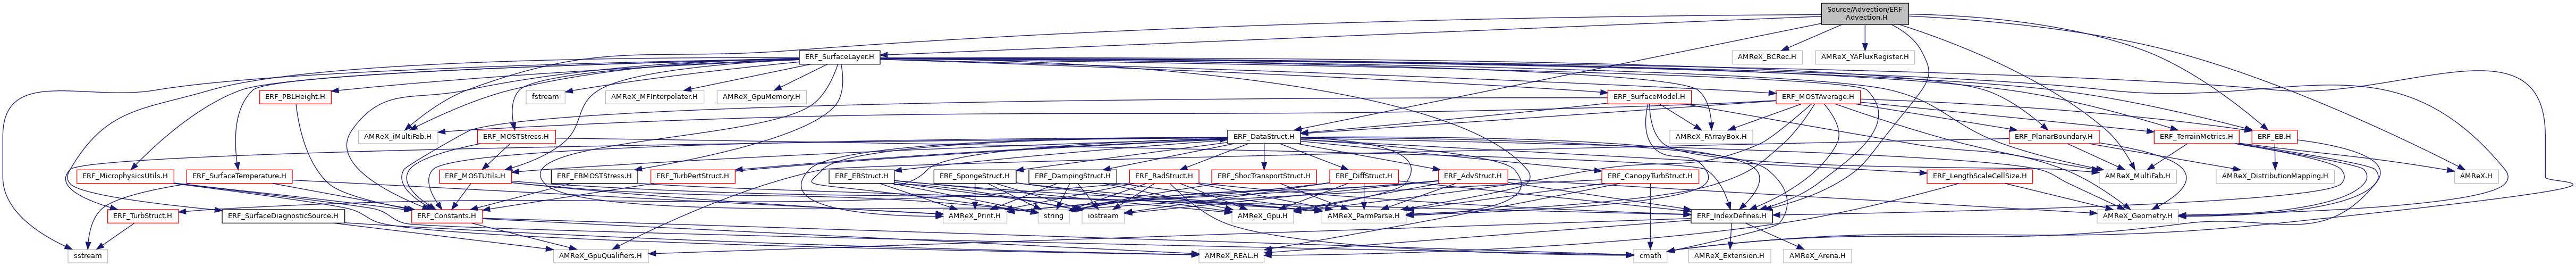 Source/Advection/ERF
_Advection.H
ERF_SurfaceLayer.H
AMReX_BCRec.H
AMReX_YAFluxRegister.H
ERF_PBLHeight.H
fstream
AMReX_MFInterpolater.H
AMReX_GpuMemory.H
ERF_SurfaceModel.H
ERF_MOSTAverage.H
AMReX_iMultiFab.H
ERF_MOSTStress.H
ERF_DataStruct.H
AMReX_FArrayBox.H
ERF_PlanarBoundary.H
ERF_TerrainMetrics.H
ERF_EB.H
ERF_MicrophysicsUtils.H
ERF_SurfaceTemperature.H
ERF_MOSTUtils.H
ERF_EBMOSTStress.H
ERF_TurbPertStruct.H
ERF_EBStruct.H
ERF_SpongeStruct.H
ERF_DampingStruct.H
ERF_RadStruct.H
ERF_ShocTransportStruct.H
ERF_DiffStruct.H
ERF_AdvStruct.H
ERF_CanopyTurbStruct.H
ERF_LengthScaleCellSize.H
AMReX_MultiFab.H
AMReX_DistributionMapping.H
AMReX.H
ERF_TurbStruct.H
ERF_SurfaceDiagnosticSource.H
ERF_Constants.H
AMReX_Print.H
string
iostream
AMReX_Gpu.H
AMReX_ParmParse.H
ERF_IndexDefines.H
AMReX_Geometry.H
sstream
AMReX_GpuQualifiers.H
AMReX_REAL.H
cmath
AMReX_Extension.H
AMReX_Arena.H